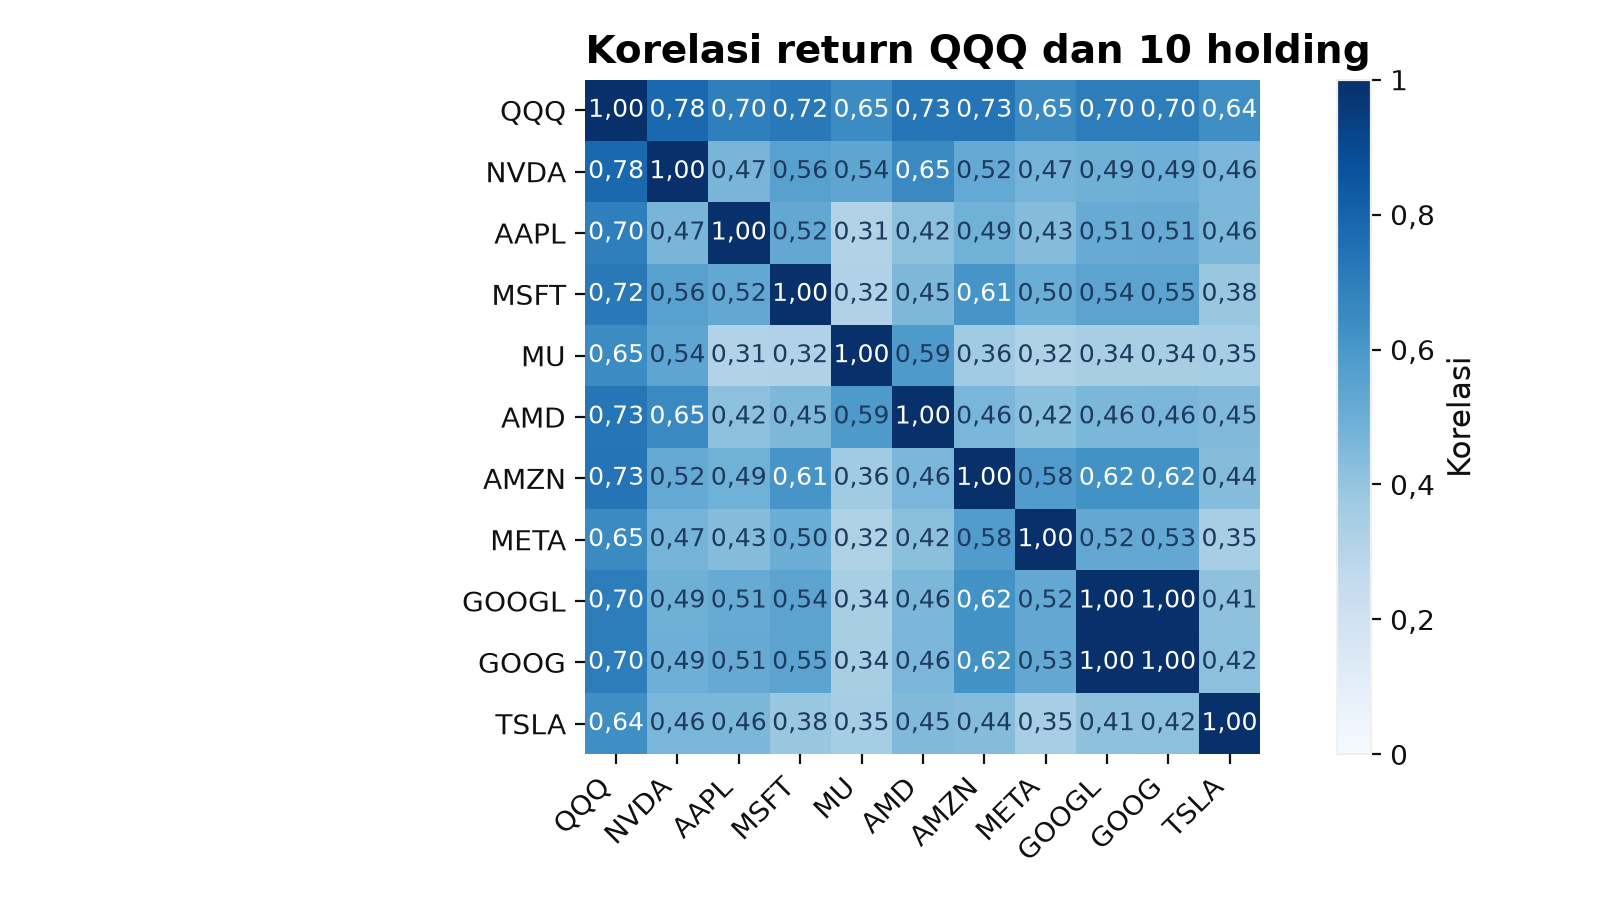 Korelasi return QQQ dan 10 holding
QQQ 1,00 0,78 0,70 0,72 0,65 0,73 0,73 0,65 0,70 0,70 0,64
NVDA 0,78 1,00 0,47 0,56 0,54 0,65 0,52 0,47 0,49 0,49 0,46
AAPL 0,70 0,47 1,00 0,52 0,31 0,42 0,49 0,43 0,51 0,51 0,46
MSFT 0,72 0,56 0,52 1,00 0,32 0,45 0,61 0,50 0,54 0,55 0,38
MU 0,65 0,54 0,31 0,32 1,00 0,59 0,36 0,32 0,34 0,34 0,35
AMD 0,73 0,65 0,42 0,45 0,59 1,00 0,46 0,42 0,46 0,46 0,45
AMZN 0,73 0,52 0,49 0,61 0,36 0,46 1,00 0,58 0,62 0,62 0,44
META 0,65 0,47 0,43 0,50 0,32 0,42 0,58 1,00 0,52 0,53 0,35
GOOGL 0,70 0,49 0,51 0,54 0,34 0,46 0,62 0,52 1,00 1,00 0,41
GOOG 0,70 0,49 0,51 0,55 0,34 0,46 0,62 0,53 1,00 1,00 0,42
TSLA 0,64 0,46 0,46 0,38 0,35 0,45 0,44 0,35 0,41 0,42 1,00
QQQ NVDA AAPL MSFT MU AMD AMZN META GOOGL GOOG TSLA
1
0,8
0,6
0,4
0,2
0
Korelasi